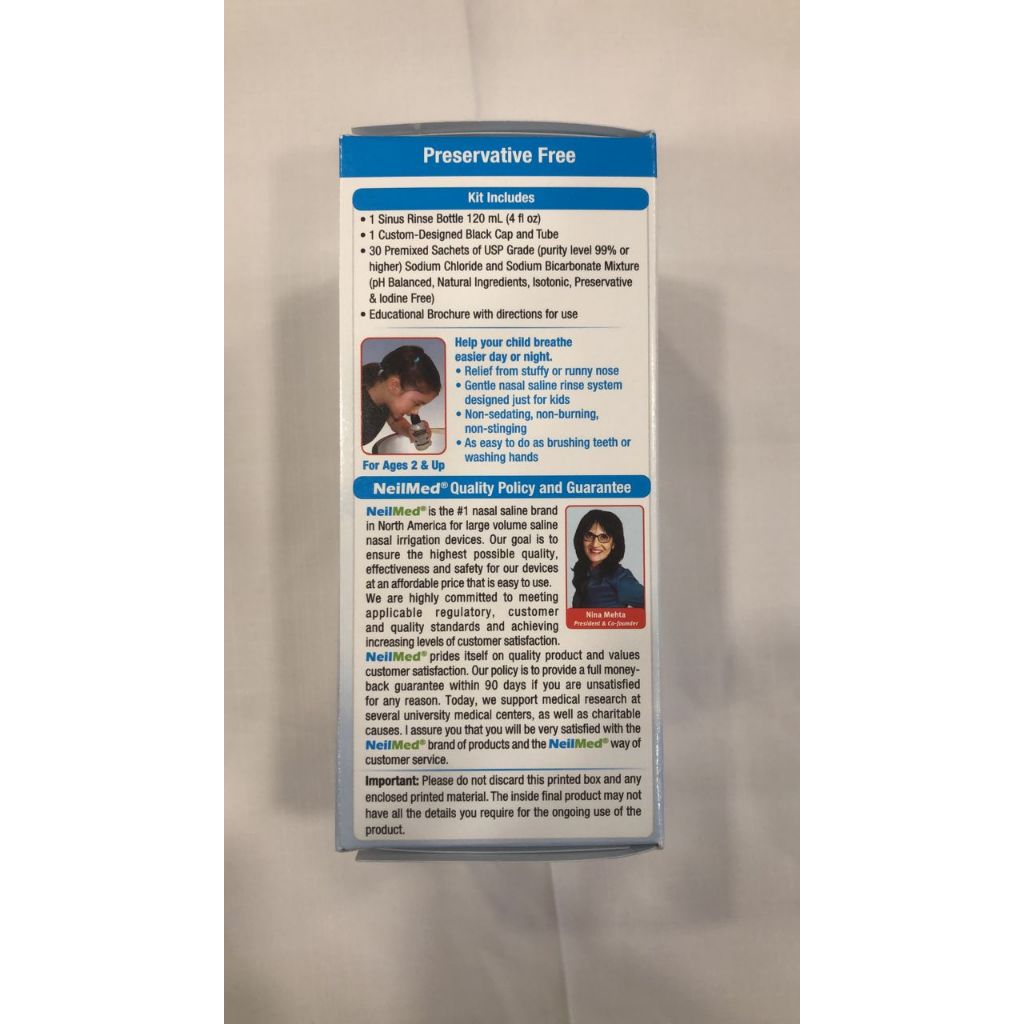 Preservative Free
Kit Includes
• 1 Sinus Rinse Bottle 120 mL (4 fl oz)
• 1 Custom-Designed Black Cap and Tube
• 30 Premixed Sachets of USP Grade (purity level 99% or
higher) Sodium Chloride and Sodium Bicarbonate Mixture
(pH Balanced, Natural Ingredients, Isotonic, Preservative
& Iodine Free)
• Educational Brochure with directions for use
Help your child breathe
easier day or night.
• Relief from stuffy or runny nose
• Gentle nasal saline rinse system
designed just for kids
• Non-sedating, non-burning,
non-stinging
• As easy to do as brushing teeth or
washing hands
For Ages 2 & Up
NeilMed® Quality Policy and Guarantee
NeilMed® is the #1 nasal saline brand
in North America for large volume saline
nasal irrigation devices. Our goal is to
ensure the highest possible quality,
effectiveness and safety for our devices
at an affordable price that is easy to use.
We are highly committed to meeting
applicable regulatory, customer
and quality standards and achieving
increasing levels of customer satisfaction.
Nina Mehta
President & Co-founder
NeilMed® prides itself on quality product and values
customer satisfaction. Our policy is to provide a full money-
back guarantee within 90 days if you are unsatisfied
for any reason. Today, we support medical research at
several university medical centers, as well as charitable
causes. I assure you that you will be very satisfied with the
NeilMed® brand of products and the NeilMed® way of
customer service.
Important: Please do not discard this printed box and any
enclosed printed material. The inside final product may not
have all the details you require for the ongoing use of the
product.